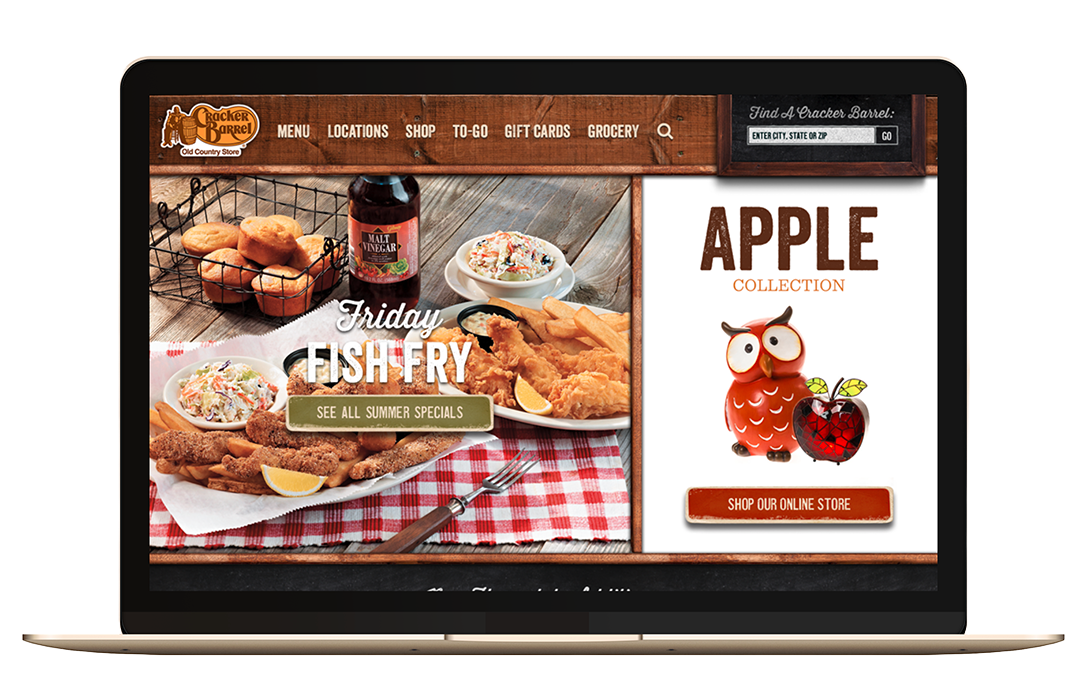 Cracker
Barrel
Old Country Store
MENU LOCATIONS SHOP TO-GO GIFT CARDS GROCERY
Find A Cracker Barrel:
ENTER CITY, STATE OR ZIP GO
MALT
VINEGAR
Friday
FISH FRY
SEE ALL SUMMER SPECIALS
APPLE
COLLECTION
SHOP OUR ONLINE STORE